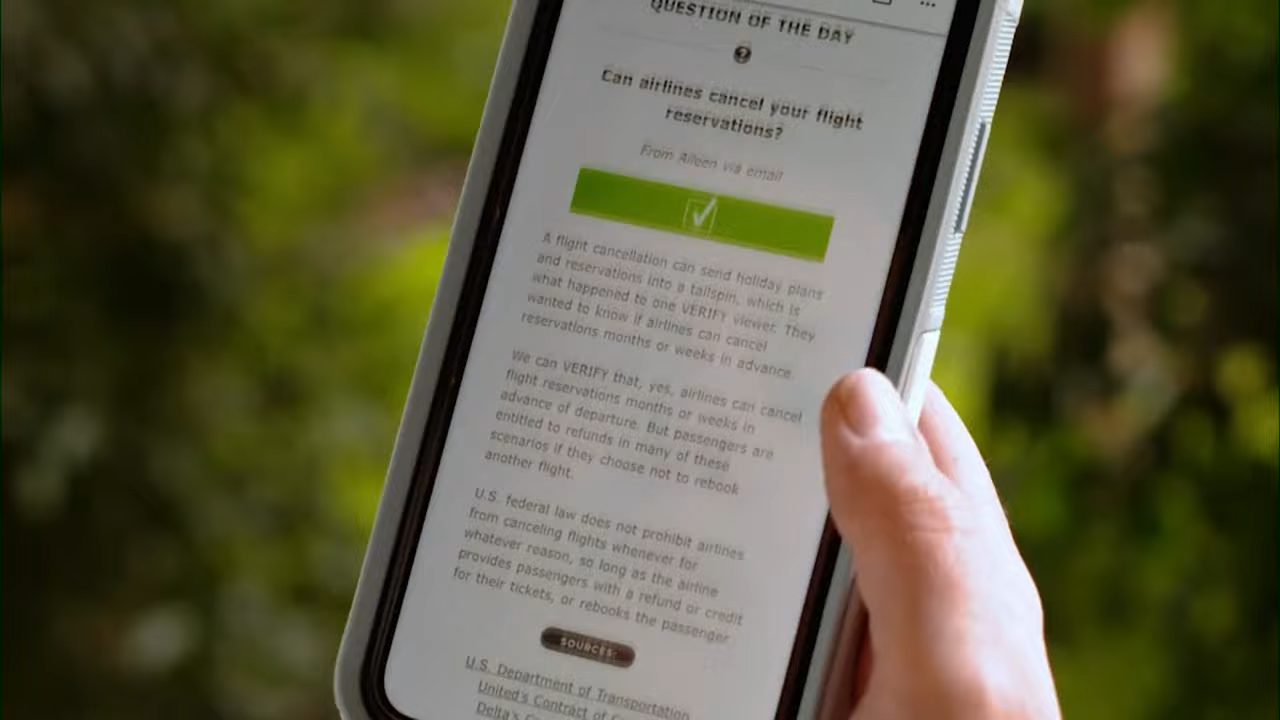 QUESTION OF THE DAY
?
Can airlines cancel your flight
reservations?
From Aileen via email
A flight cancellation can send holiday plans
and reservations into a tailspin, which is
what happened to one VERIFY viewer. They
wanted to know if airlines can cancel
reservations months or weeks in advance.
We can VERIFY that, yes, airlines can cancel
flight reservations months or weeks in
advance of departure. But passengers are
entitled to refunds in many of these
scenarios if they choose not to rebook
another flight.
U.S. federal law does not prohibit airlines
from canceling flights whenever for
whatever reason, so long as the airline
provides passengers with a refund or credit
for their tickets, or rebooks the passenger
SOURCES:
U.S. Department of Transportation
United's Contract of
Delta's